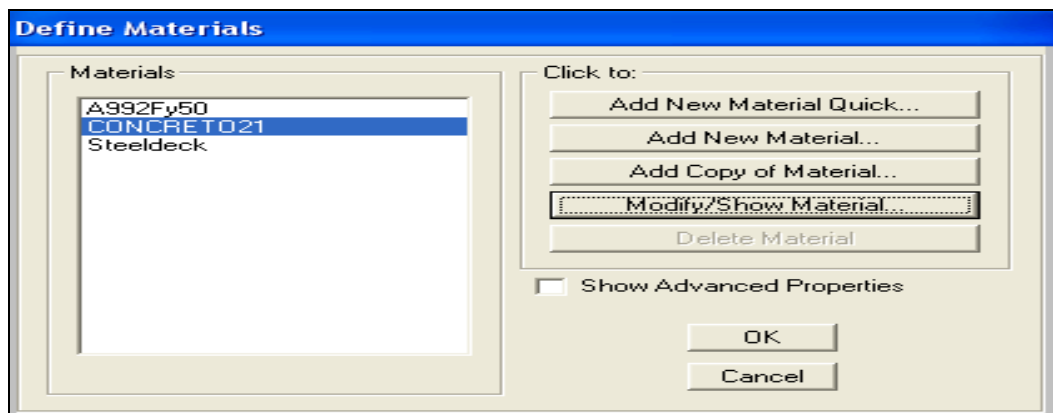 Define Materials
Materials
A992Fy50
CONCRETO21
Steeldeck
Click to:
Add New Material Quick...
Add New Material...
Add Copy of Material...
Modify/Show Material...
Delete Material
Show Advanced Properties
OK
Cancel